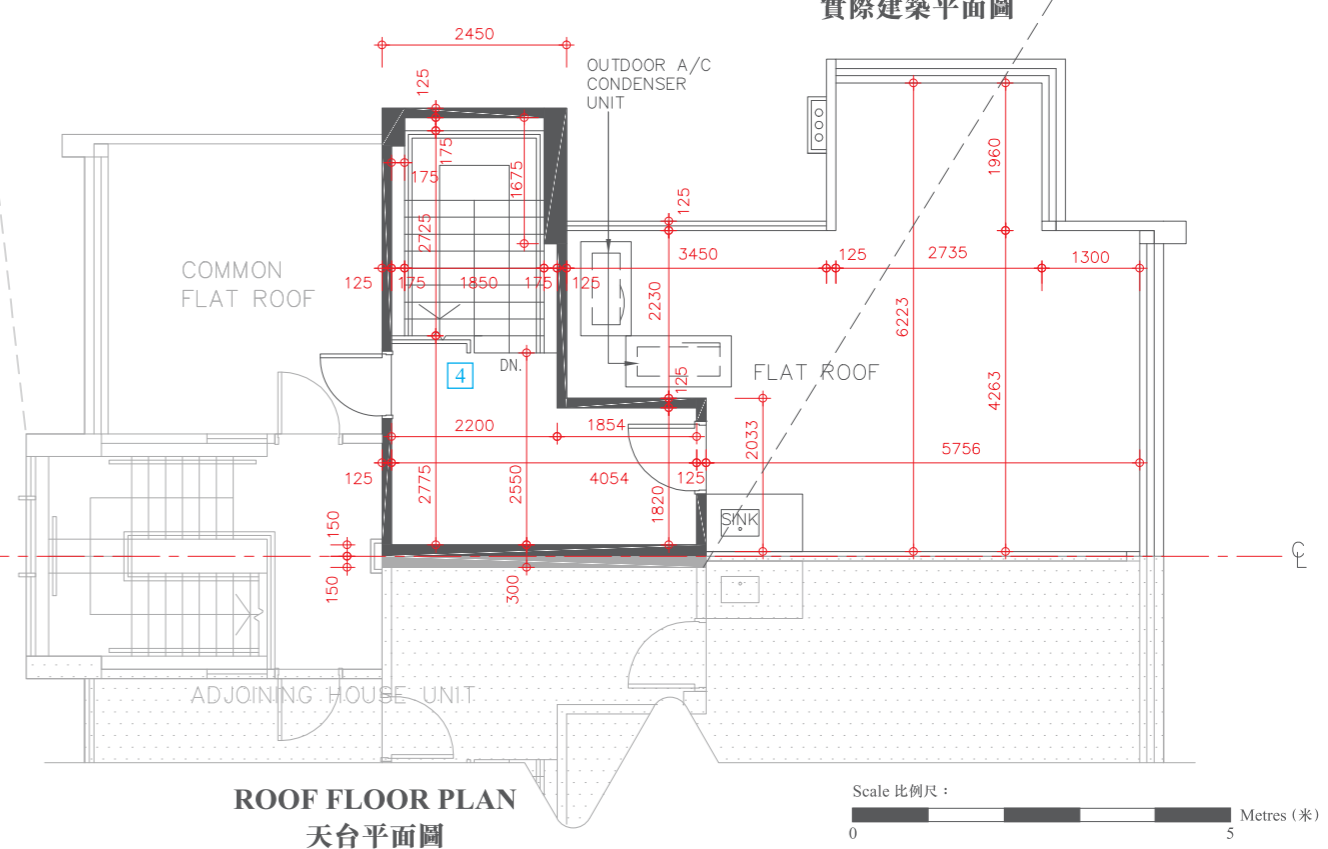 實際建築平面圖
2450
125
OUTDOOR A/C
CONDENSER
UNIT
175
175
1675
1960
125
2725
COMMON
FLAT ROOF
125
175
1850
175
125
3450
125
2735
1300
2230
6223
4
DN.
125
FLAT ROOF
4263
2200
1854
2033
125
2775
2550
4054
125
5756
1820
SINK
150
150
300
CL
ADJOINING HOUSE UNIT
ROOF FLOOR PLAN
天台平面圖
Scale 比例尺：
Metres (米)
0
5